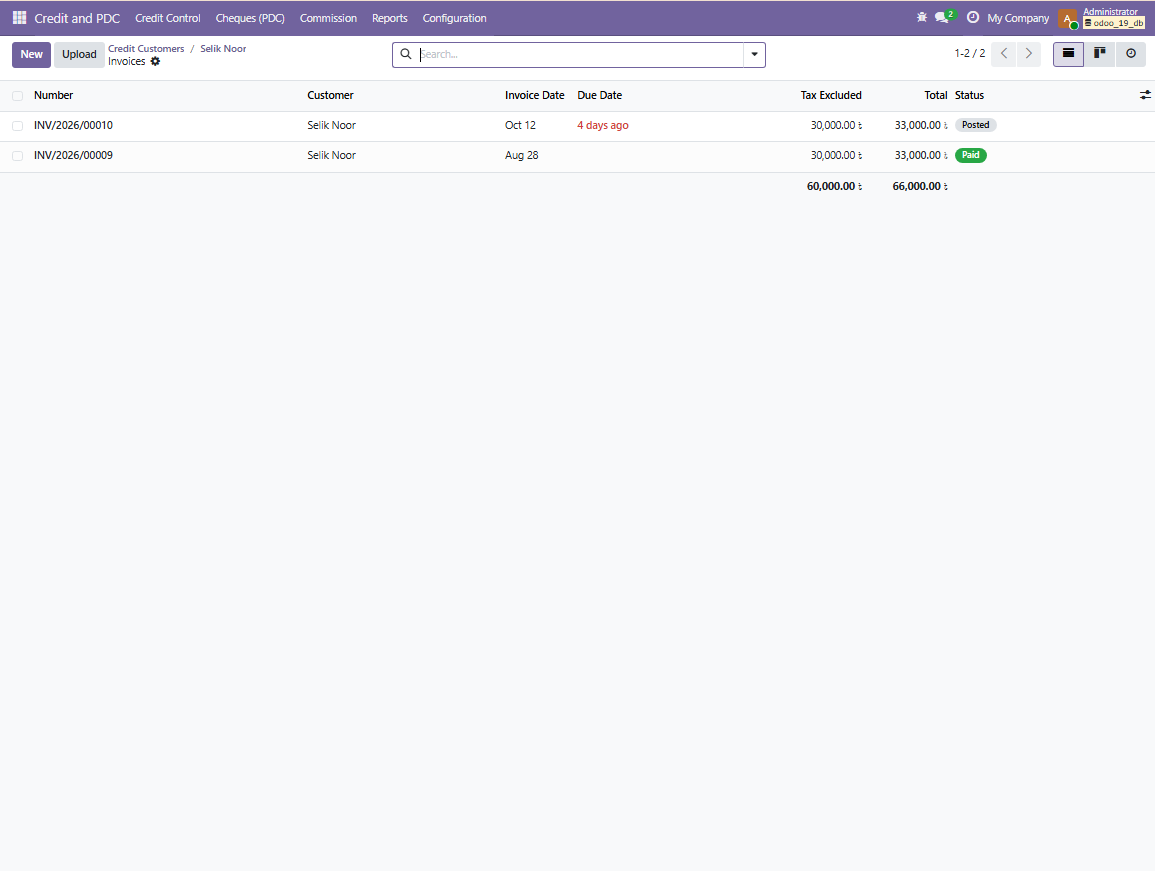 Credit and PDC Credit Control Cheques (PDC) Commission Reports Configuration 2 My Company A Administrator odoo_19_db
New Upload Credit Customers / Selik Noor
Invoices
Search...
1-2 / 2
Number Customer Invoice Date Due Date Tax Excluded Total Status
INV/2026/00010 Selik Noor Oct 12 4 days ago 30,000.00 ৳ 33,000.00 ৳ Posted
INV/2026/00009 Selik Noor Aug 28 30,000.00 ৳ 33,000.00 ৳ Paid
60,000.00 ৳ 66,000.00 ৳